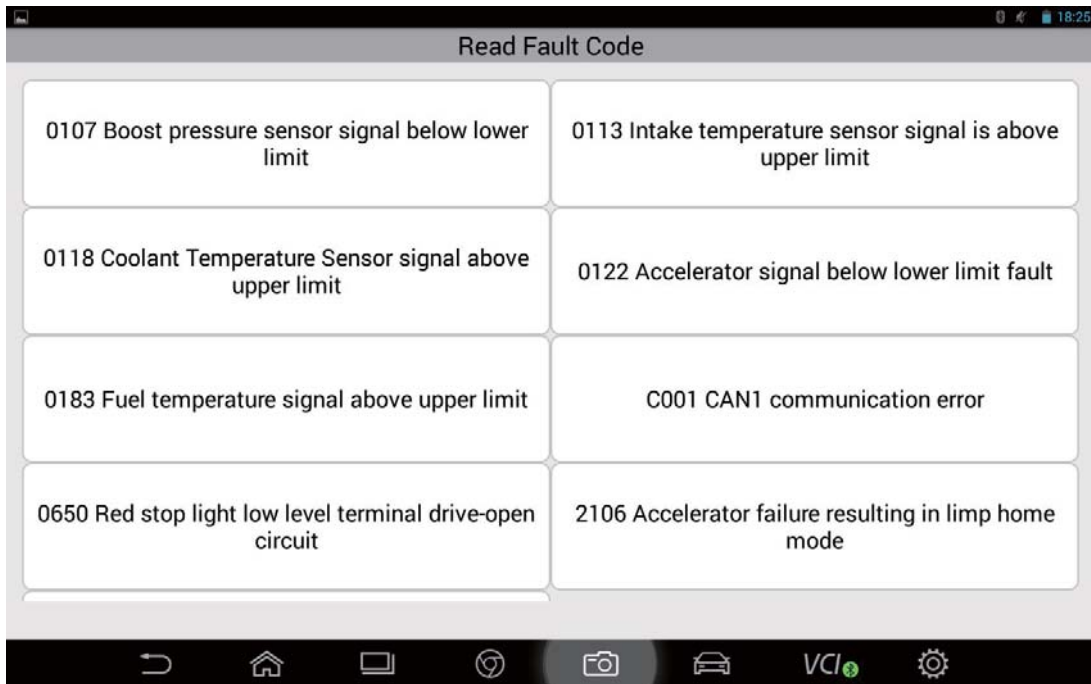 18:25
Read Fault Code
0107 Boost pressure sensor signal below lower
limit
0113 Intake temperature sensor signal is above
upper limit
0118 Coolant Temperature Sensor signal above
upper limit
0122 Accelerator signal below lower limit fault
0183 Fuel temperature signal above upper limit
C001 CAN1 communication error
0650 Red stop light low level terminal drive-open
circuit
2106 Accelerator failure resulting in limp home
mode
VCI